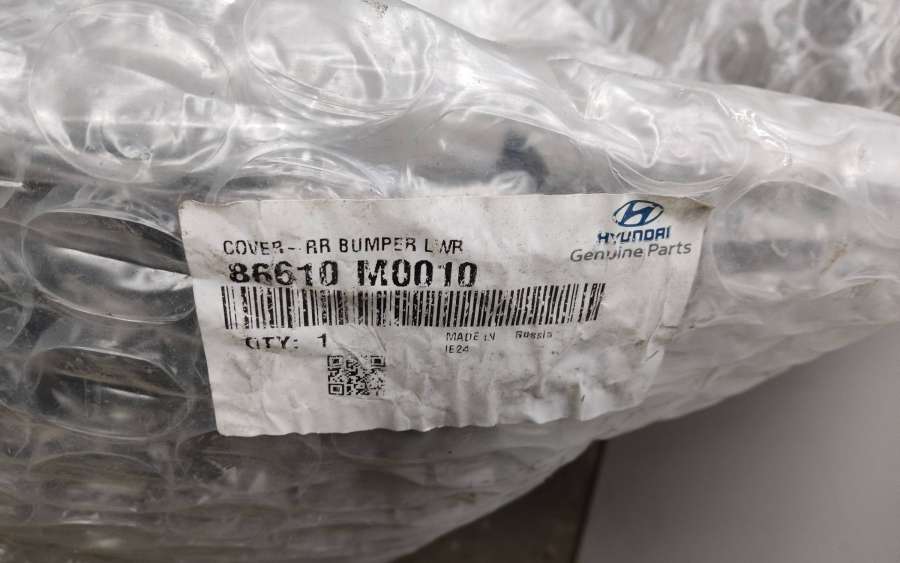 COVER-RR BUMPER LWR
HYUNDAI
Genuine Parts
86610 M0010
QTY: 1
MADE IN Russia
IE24